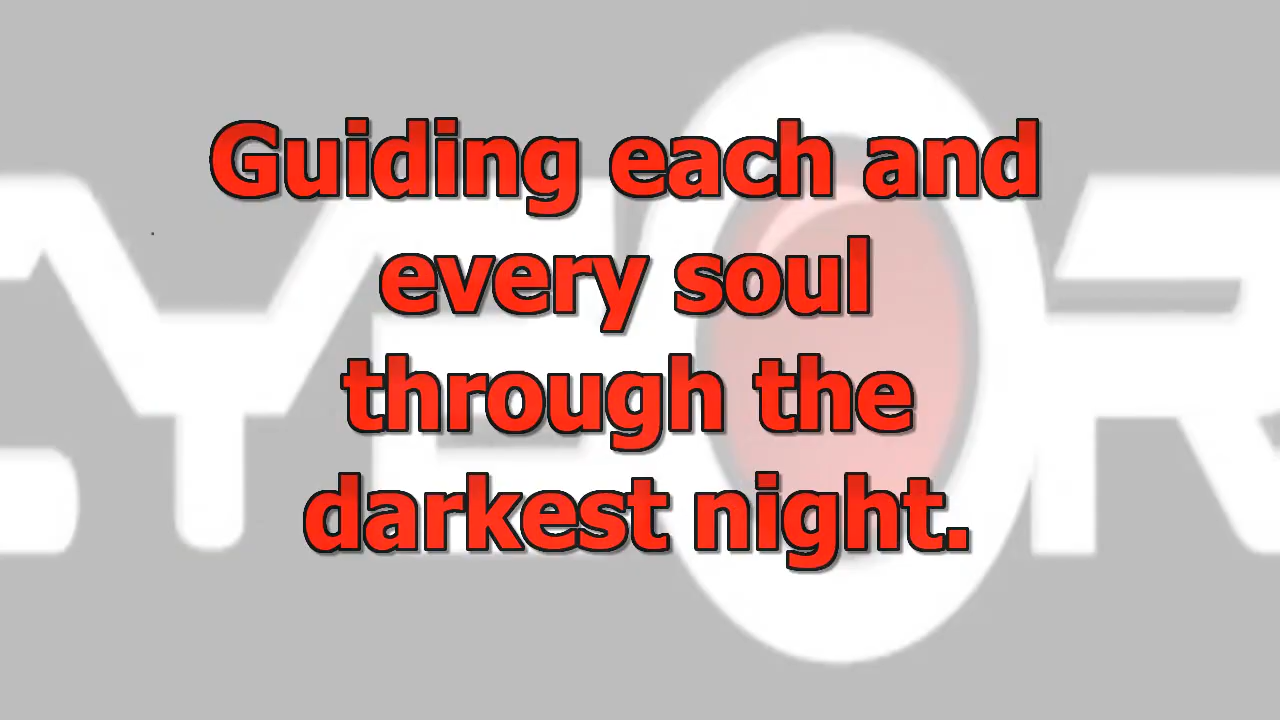 Guiding each and
every soul
through the
darkest night.